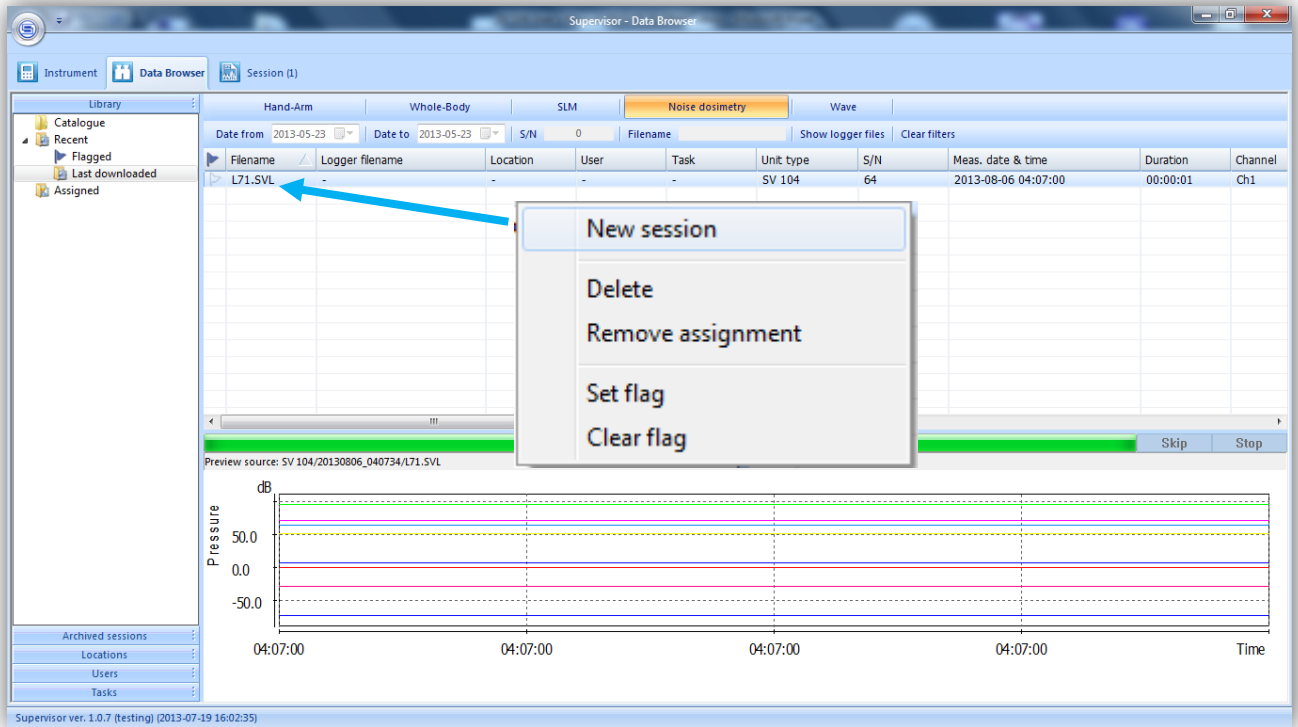 Supervisor - Data Browser
Instrument Data Browser Session (1)
Library
Catalogue
Recent
Flagged
Last downloaded
Assigned
Hand-Arm Whole-Body SLM Noise dosimetry Wave
Date from 2013-05-23 Date to 2013-05-23 S/N 0 Filename Show logger files Clear filters
Filename Logger filename Location User Task Unit type S/N Meas. date & time Duration Channel
L71.SVL - - - - SV 104 64 2013-08-06 04:07:00 00:00:01 Ch1
New session
Delete
Remove assignment
Set flag
Clear flag
Skip Stop
Preview source: SV 104/20130806_040734/L71.SVL
dB
Pressure
50.0
0.0
-50.0
04:07:00 04:07:00 04:07:00 04:07:00 Time
Archived sessions
Locations
Users
Tasks
Supervisor ver. 1.0.7 (testing) (2013-07-19 16:02:35)